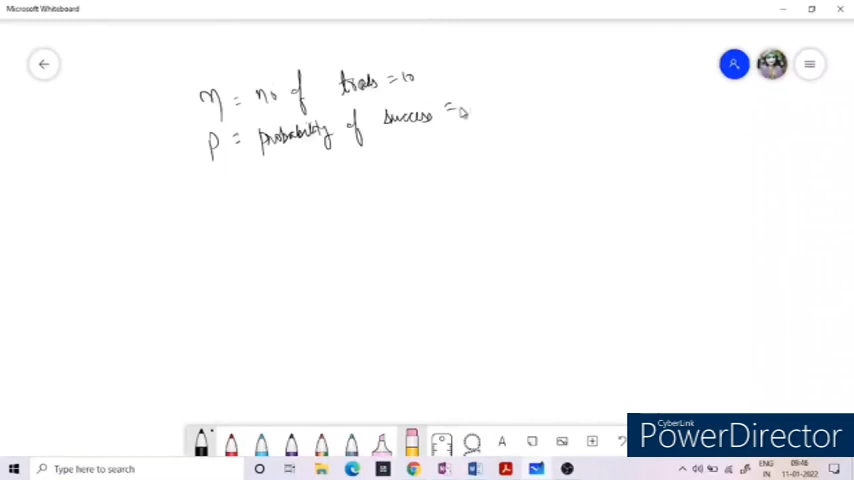 Microsoft Whiteboard
n = no of trials = 10
P = probability of success =
CyberLink
PowerDirector
Type here to search
ENG
IN
09:46
11-01-2022